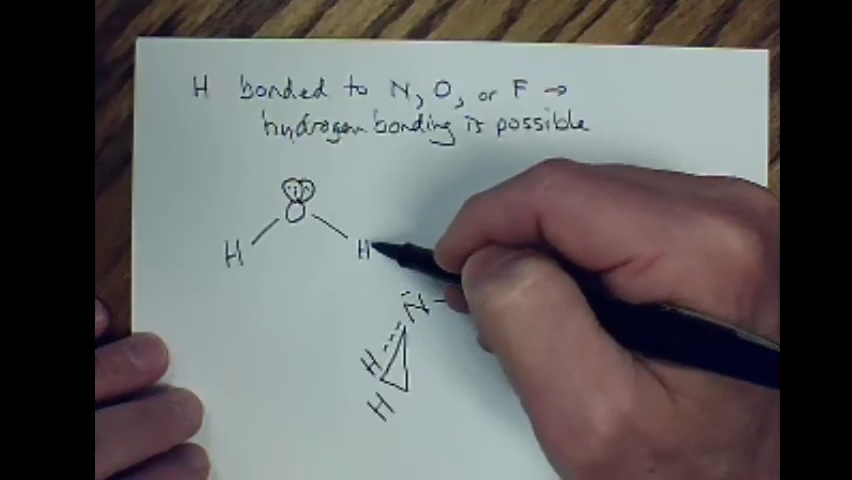 H bonded to N, O, or F →
hydrogen bonding is possible
O
H H
N
H
H